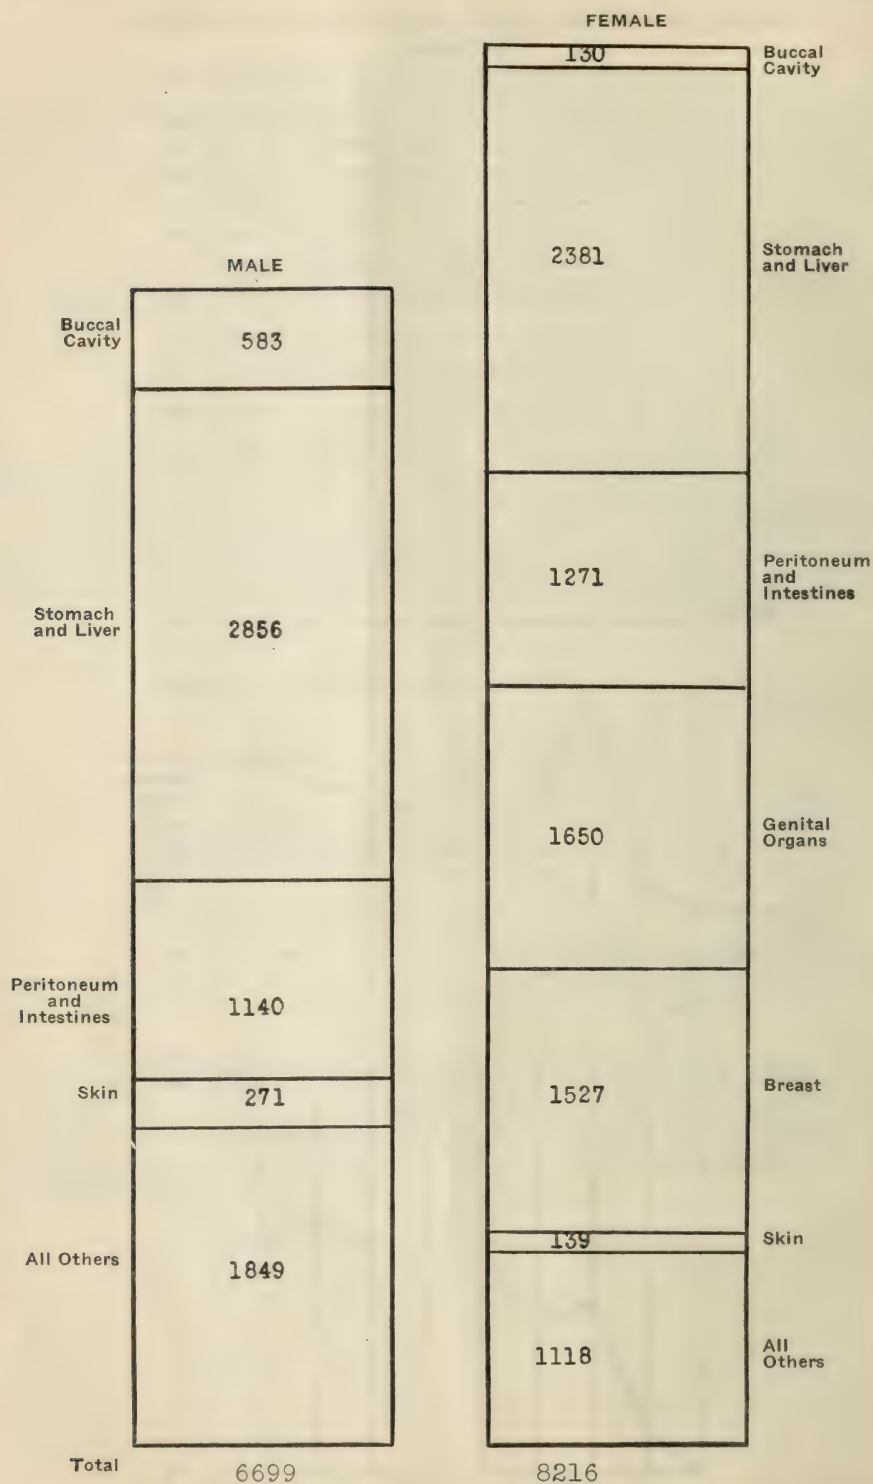 FEMALE
130
Buccal
Cavity
2381
Stomach
and Liver
1271
Peritoneum
and
Intestines
1650
Genital
Organs
1527
Breast
139
Skin
1118
All
Others
8216
MALE
Buccal
Cavity
583
Stomach
and Liver
2856
Peritoneum
and
Intestines
1140
Skin
271
All Others
1849
Total
6699